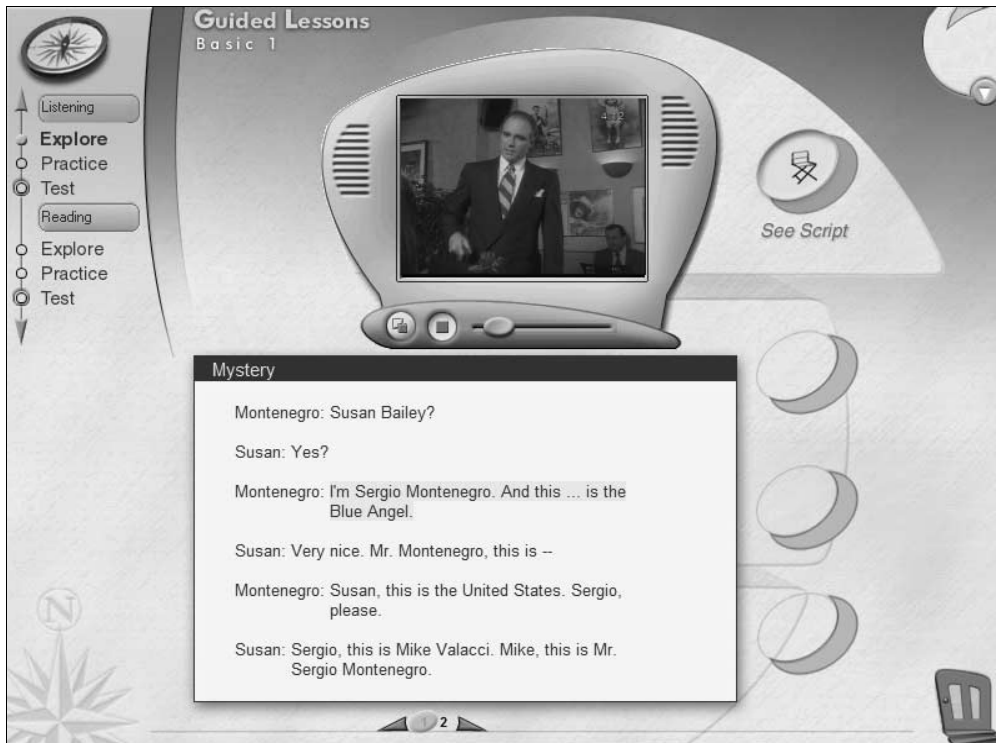 Guided Lessons
Basic 1
Listening
Explore
Practice
Test
Reading
Explore
Practice
Test
See Script
Mystery
Montenegro: Susan Bailey?
Susan: Yes?
Montenegro: I'm Sergio Montenegro. And this ... is the
Blue Angel.
Susan: Very nice. Mr. Montenegro, this is --
Montenegro: Susan, this is the United States. Sergio,
please.
Susan: Sergio, this is Mike Valacci. Mike, this is Mr.
Sergio Montenegro.
N
1 2